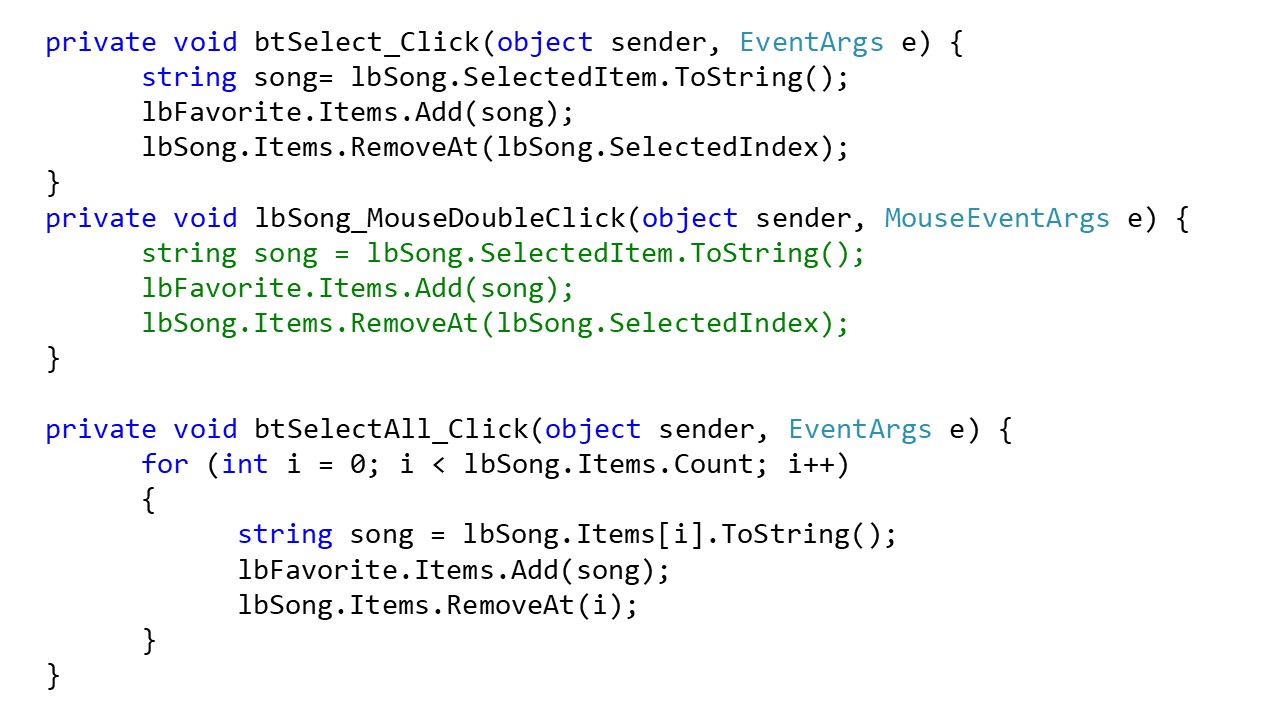 private void btSelect_Click(object sender, EventArgs e) {
string song= lbSong.SelectedItem.ToString();
lbFavorite.Items.Add(song);
lbSong.Items.RemoveAt(lbSong.SelectedIndex);
}
private void lbSong_MouseDoubleClick(object sender, MouseEventArgs e) {
string song = lbSong.SelectedItem.ToString();
lbFavorite.Items.Add(song);
lbSong.Items.RemoveAt(lbSong.SelectedIndex);
}
private void btSelectAll_Click(object sender, EventArgs e) {
for (int i = 0; i < lbSong.Items.Count; i++)
{
string song = lbSong.Items[i].ToString();
lbFavorite.Items.Add(song);
lbSong.Items.RemoveAt(i);
}
}